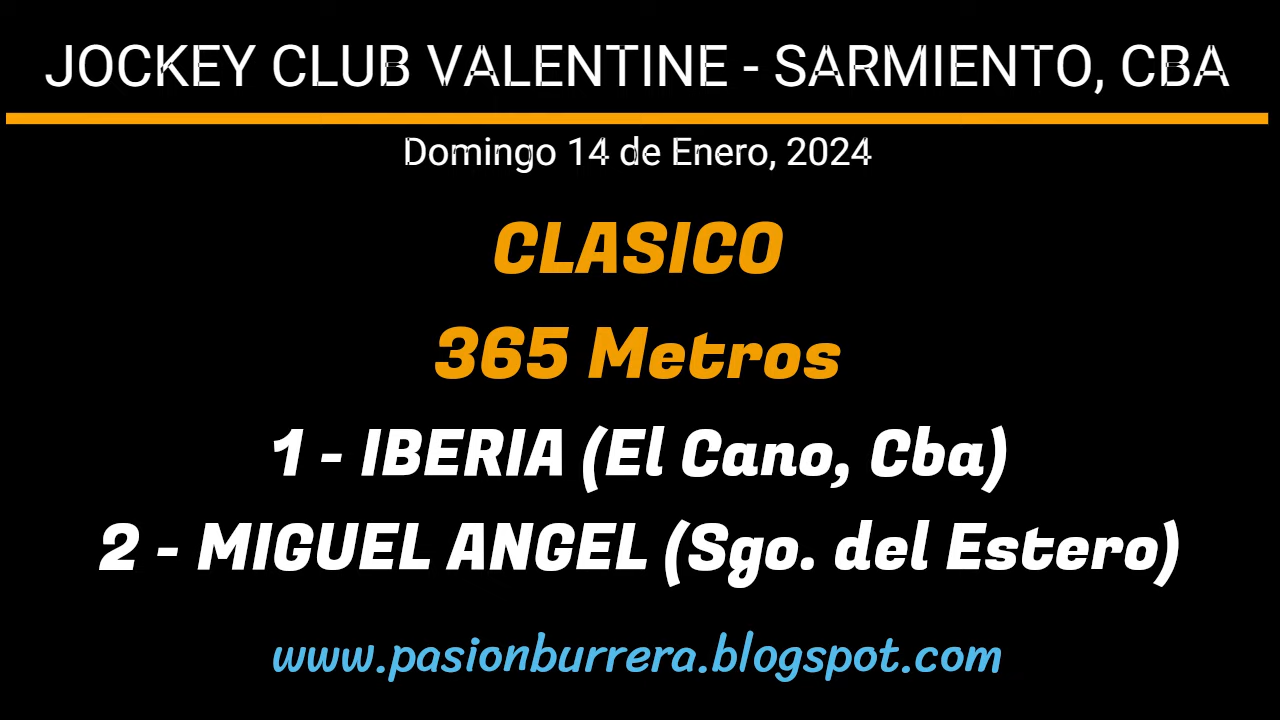 JOCKEY CLUB VALENTINE - SARMIENTO, CBA
Domingo 14 de Enero, 2024
CLASICO
365 Metros
1 - IBERIA (El Cano, Cba)
2 - MIGUEL ANGEL (Sgo. del Estero)
www.pasionburrera.blogspot.com